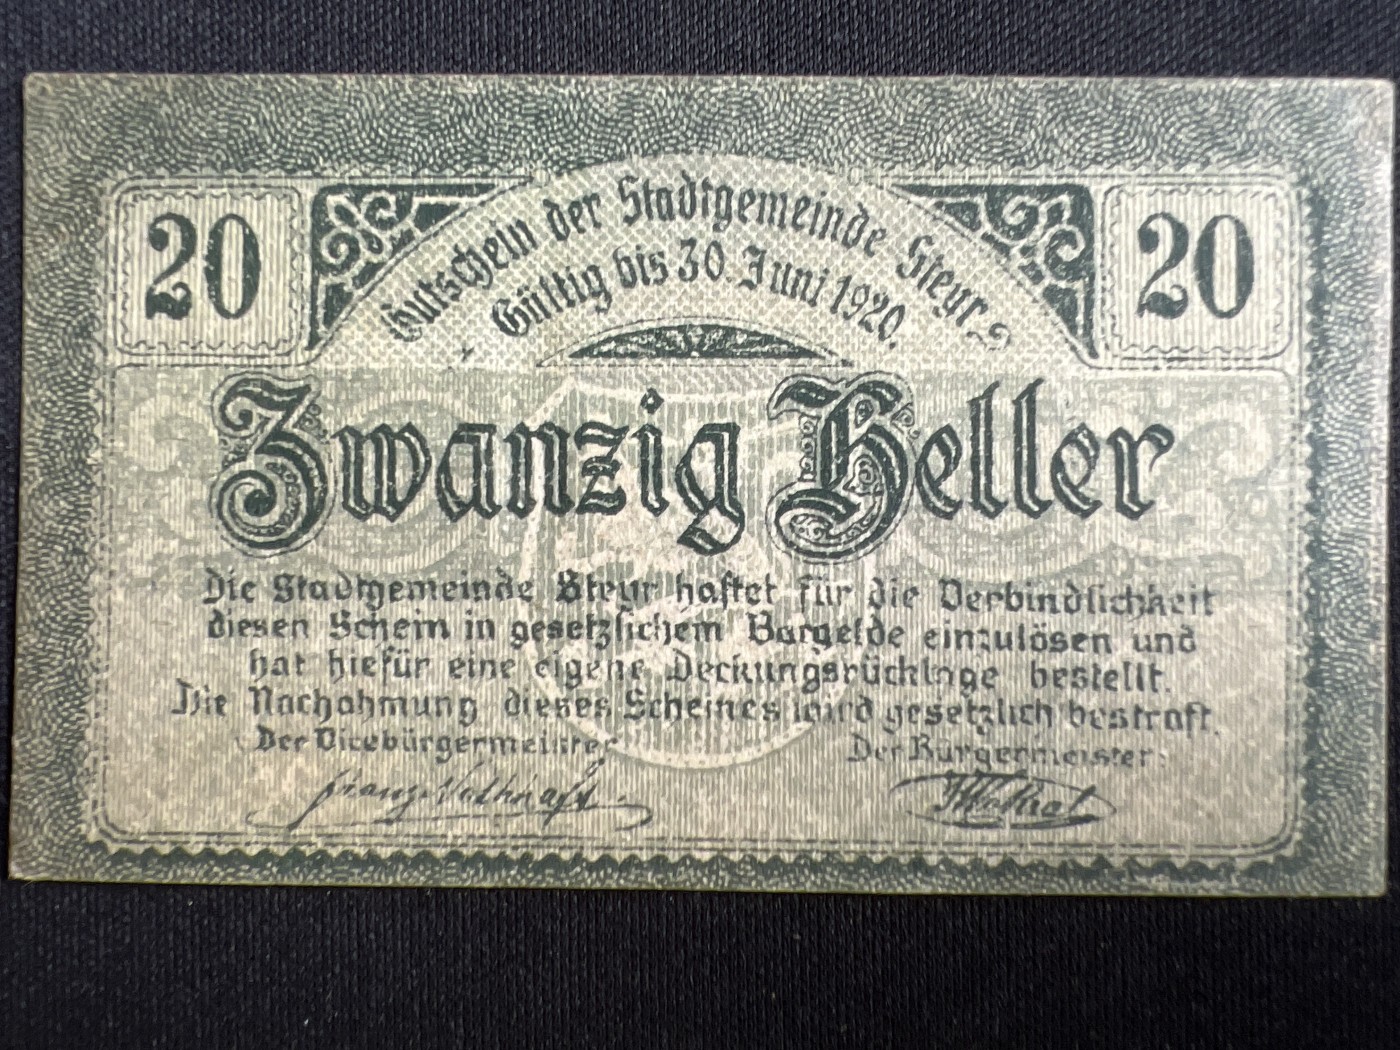 20
Gutschein der Stadtgemeinde Steyr.
Gültig bis 30. Juni 1920.
20
Zwanzig Heller
Die Stadtgemeinde Steyr haftet für die Verbindlichkeit
diesen Schein in gesetzlichem Bargelde einzulösen und
hat hiefür eine eigene Deckungsrücklage bestellt.
Die Nachahmung dieses Scheines wird gesetzlich bestraft.
Der Vicebürgermeister
Der Bürgermeister:
Franz